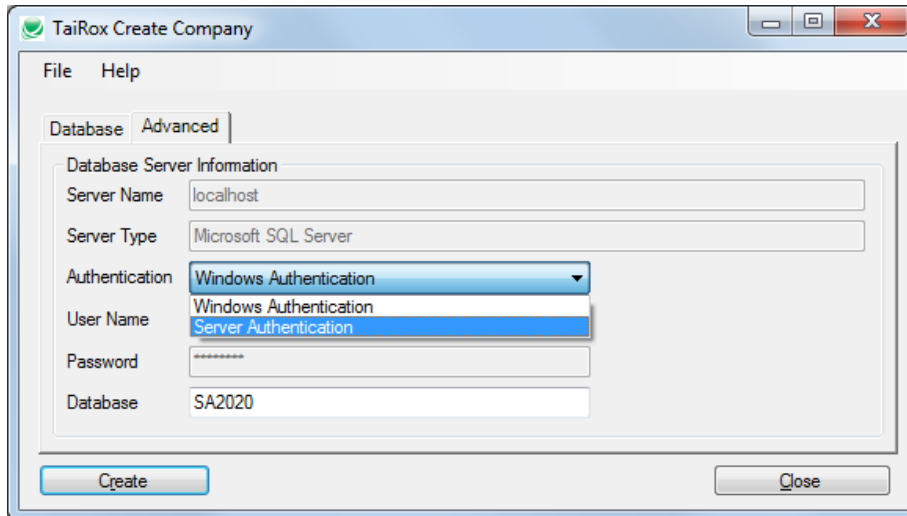 TaiRox Create Company
File Help
Database Advanced
Database Server Information
Server Name localhost
Server Type Microsoft SQL Server
Authentication Windows Authentication
Windows Authentication
User Name Server Authentication
Password ********
Database SA2020
Create Close